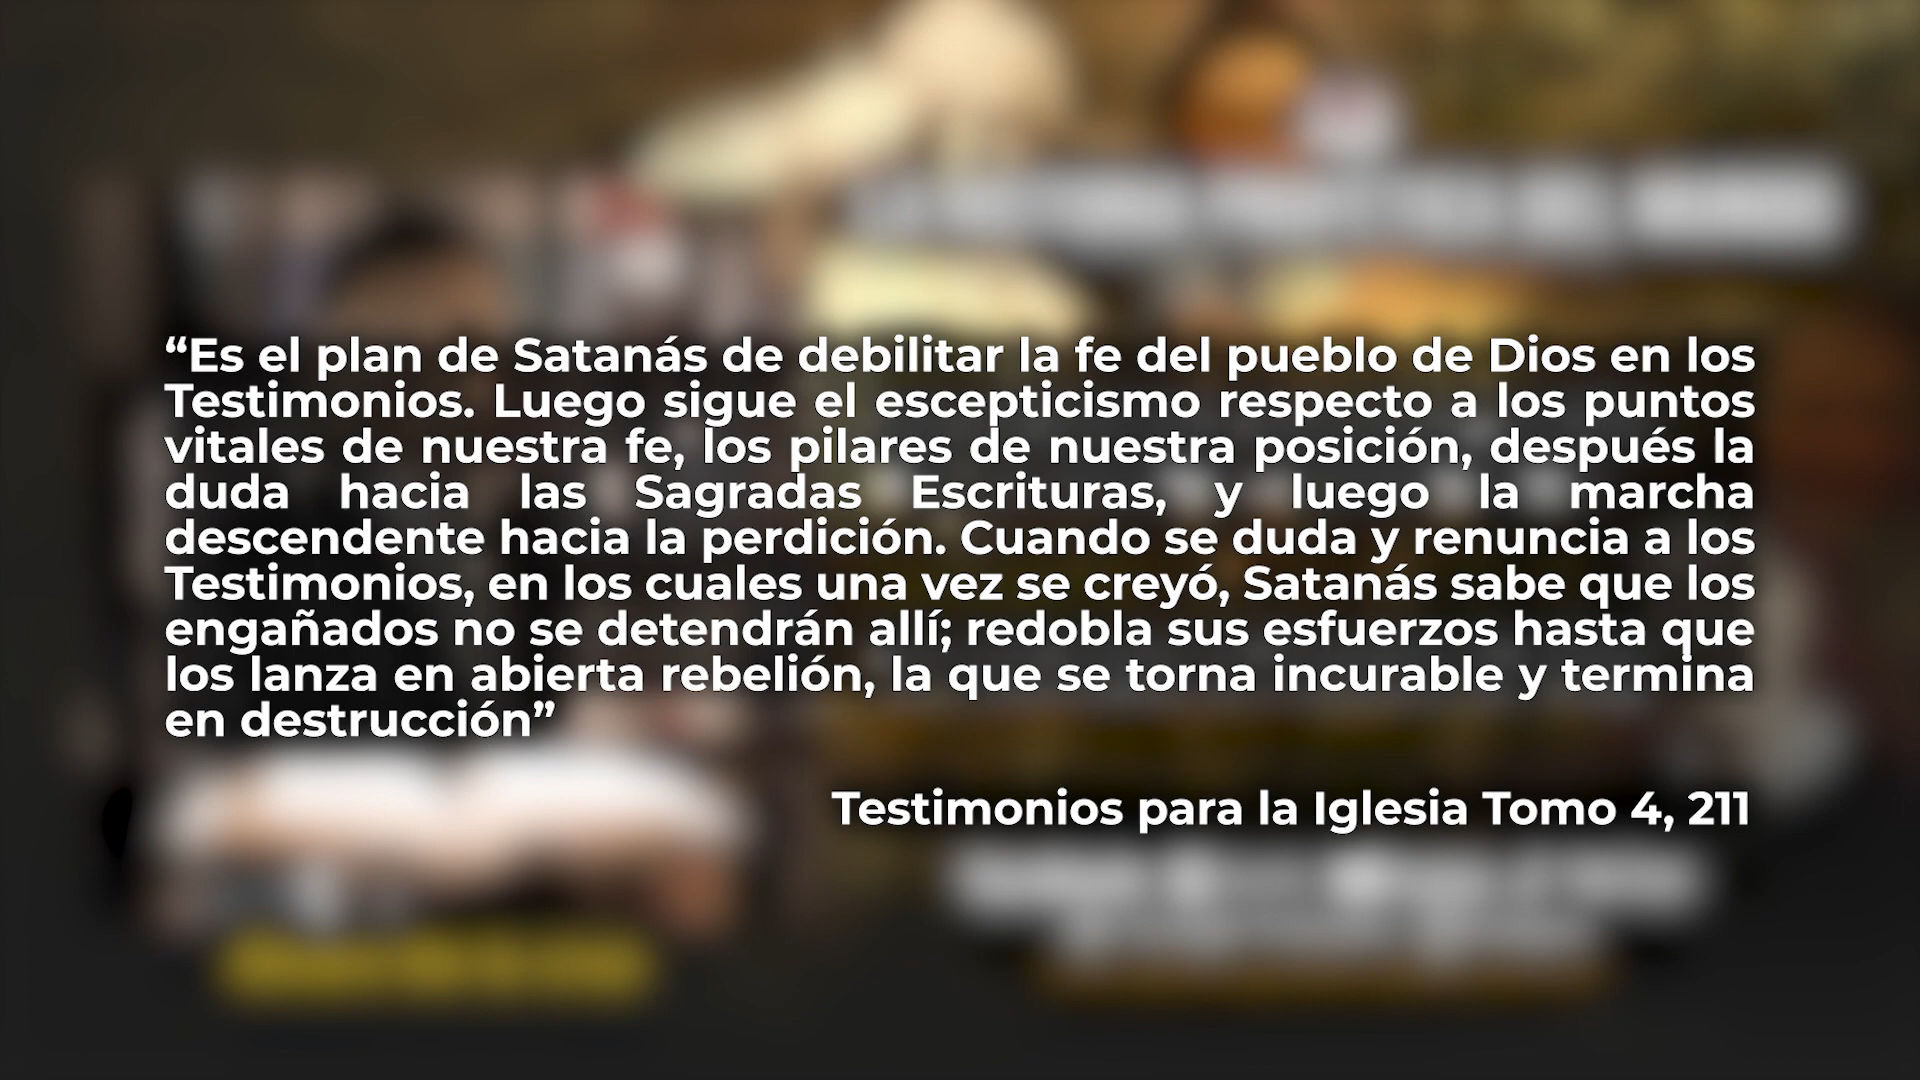 “Es el plan de Satanás de debilitar la fe del pueblo de Dios en los
Testimonios. Luego sigue el escepticismo respecto a los puntos
vitales de nuestra fe, los pilares de nuestra posición, después la
duda hacia las Sagradas Escrituras, y luego la marcha
descendente hacia la perdición. Cuando se duda y renuncia a los
Testimonios, en los cuales una vez se creyó, Satanás sabe que los
engañados no se detendrán allí; redobla sus esfuerzos hasta que
los lanza en abierta rebelión, la que se torna incurable y termina
en destrucción”
Testimonios para la Iglesia Tomo 4, 211